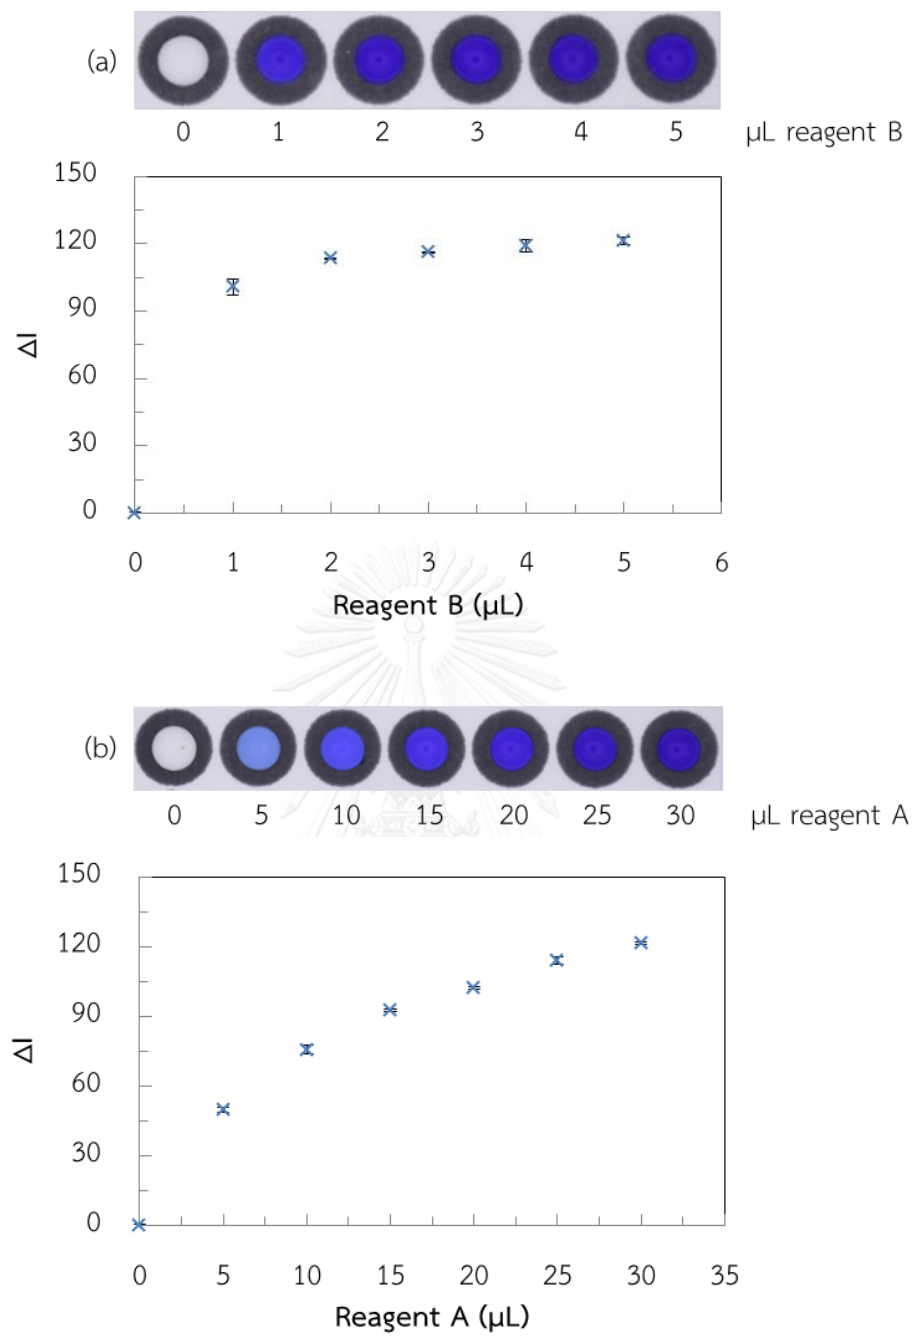 (a)
0 1 2 3 4 5 µL reagent B
150
120
90
60
30
0
ΔI
0 1 2 3 4 5 6
Reagent B (µL)
(b)
0 5 10 15 20 25 30 µL reagent A
150
120
90
60
30
0
ΔI
0 5 10 15 20 25 30 35
Reagent A (µL)